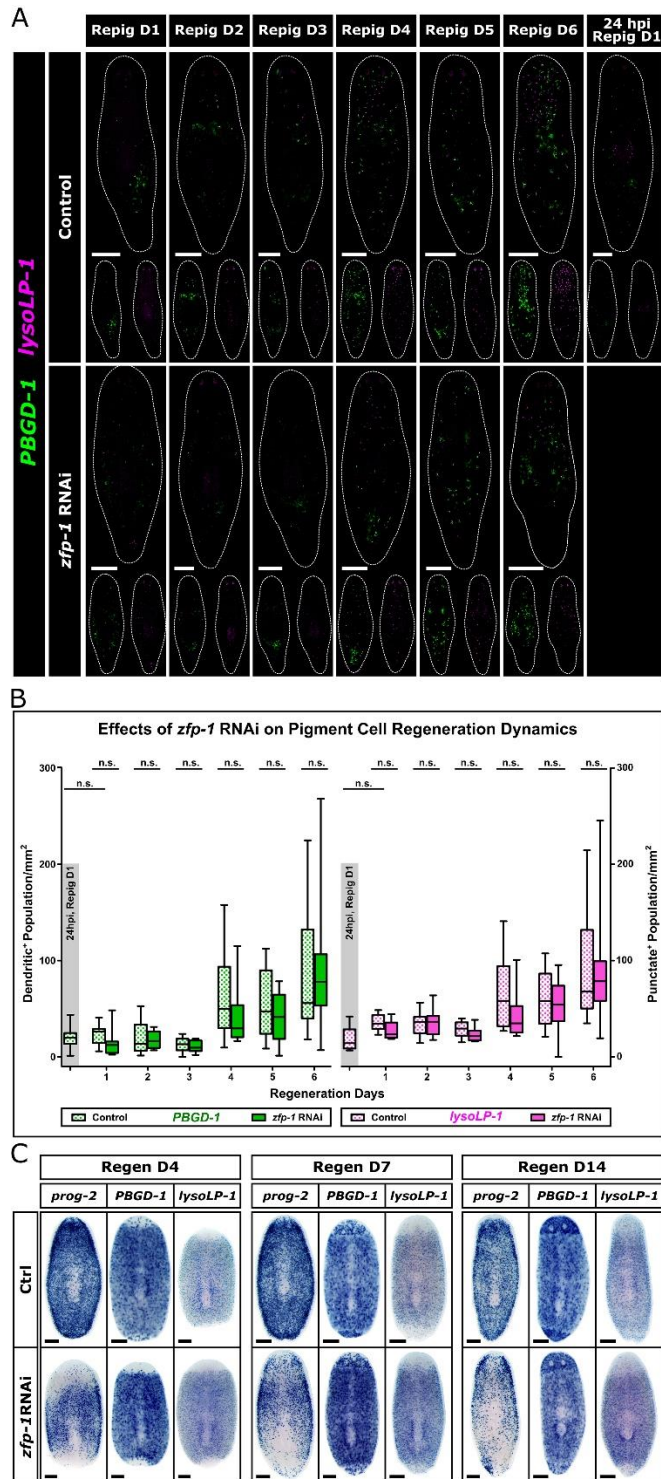 A
Repig D1 Repig D2 Repig D3 Repig D4 Repig D5 Repig D6 24 hpi Repig D1
PBGD-1 lysoLP-1
Control
zfp-1 RNAi
B
Effects of zfp-1 RNAi on Pigment Cell Regeneration Dynamics
n.s. n.s. n.s. n.s. n.s. n.s. n.s. n.s. n.s. n.s. n.s. n.s.
n.s. n.s.
300 300
200 200
100 100
0 0
Dendritic⁺ Population/mm²
Punctate⁺ Population/mm²
24hpi, Repig D1 24hpi, Repig D1
1 2 3 4 5 6 1 2 3 4 5 6
Regeneration Days
Control PBGD-1 zfp-1 RNAi Control lysoLP-1 zfp-1 RNAi
C
Regen D4 Regen D7 Regen D14
prog-2 PBGD-1 lysoLP-1 prog-2 PBGD-1 lysoLP-1 prog-2 PBGD-1 lysoLP-1
Ctrl
zfp-1RNAi